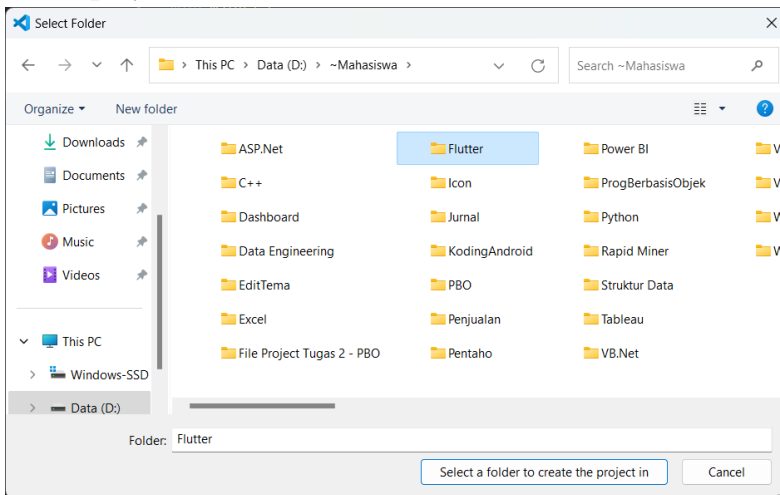 Select Folder
This PC > Data (D:) > ~Mahasiswa >
Search ~Mahasiswa
Organize
New folder
Downloads
Documents
Pictures
Music
Videos
This PC
Windows-SSD
Data (D:)
ASP.Net
C++
Dashboard
Data Engineering
EditTema
Excel
File Project Tugas 2 - PBO
Flutter
Icon
Jurnal
KodingAndroid
PBO
Penjualan
Pentaho
Power BI
ProgBerbasisObjek
Python
Rapid Miner
Struktur Data
Tableau
VB.Net
Folder: Flutter
Select a folder to create the project in
Cancel